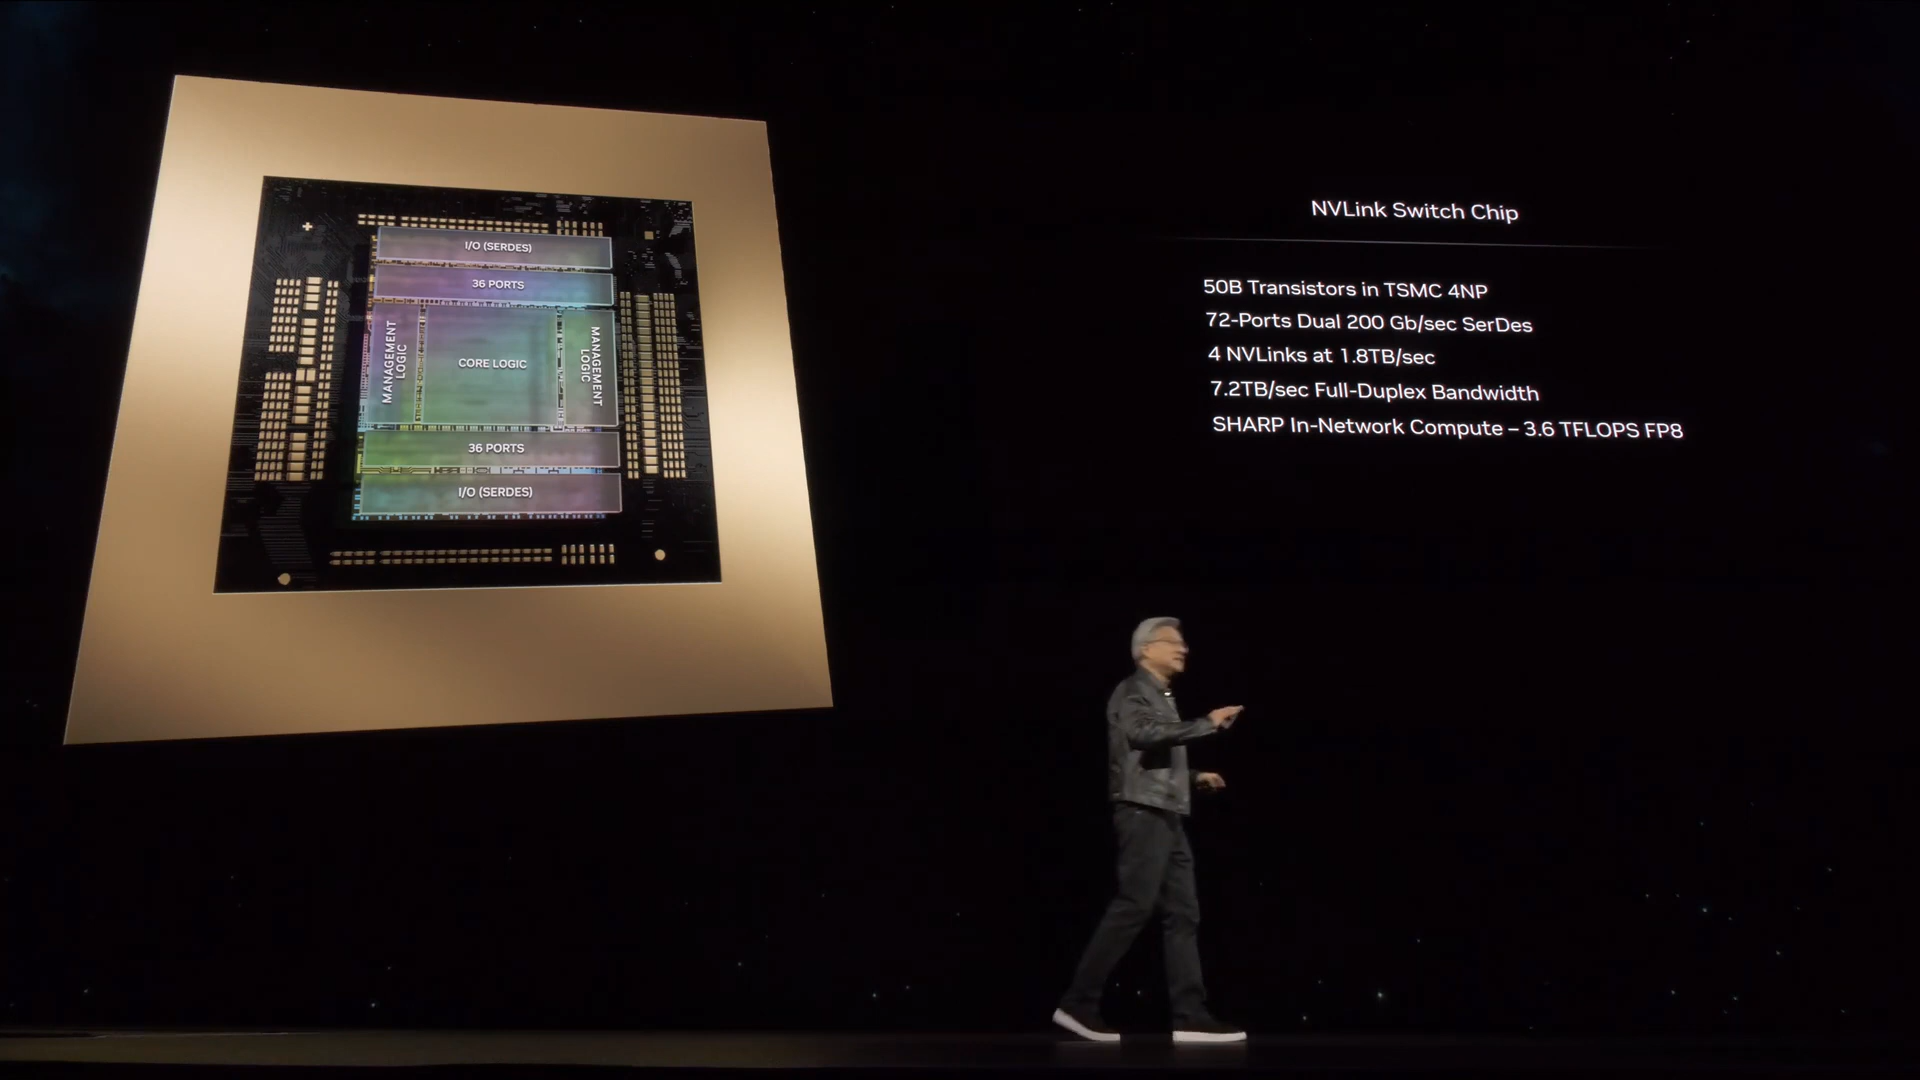 I/O (SERDES)
36 PORTS
MANAGEMENT
LOGIC
CORE LOGIC
MANAGEMENT
LOGIC
36 PORTS
I/O (SERDES)
NVLink Switch Chip
50B Transistors in TSMC 4NP
72-Ports Dual 200 Gb/sec SerDes
4 NVLinks at 1.8TB/sec
7.2TB/sec Full-Duplex Bandwidth
SHARP In-Network Compute – 3.6 TFLOPS FP8